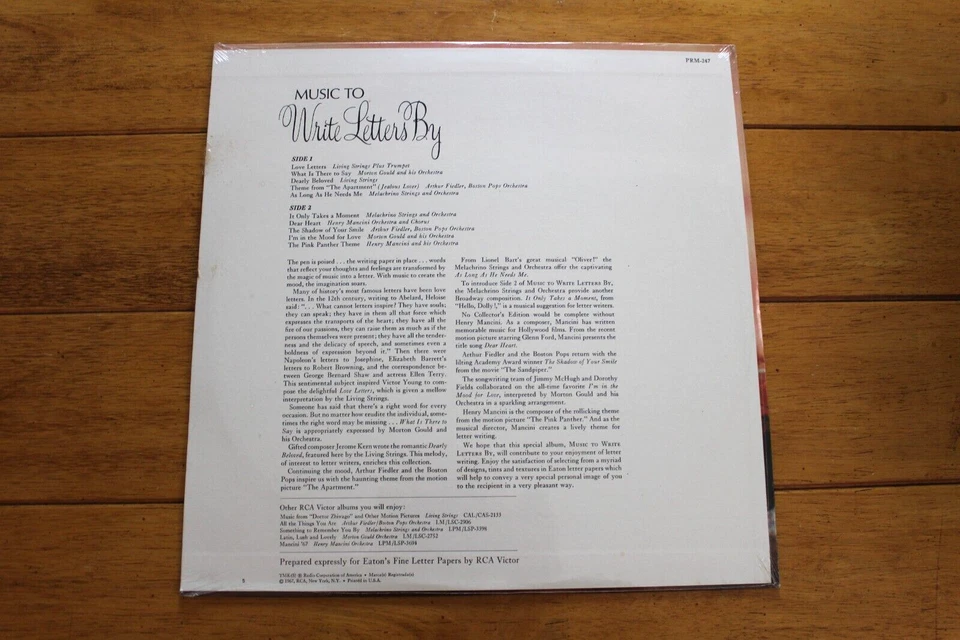 PRM-247
MUSIC TO
Write Letters By
SIDE 1
Love Letters Living Strings Plus Trumpet
What Is There to Say Morton Gould and his Orchestra
Dearly Beloved Living Strings
Theme from "The Apartment" (Jealous Lover) Arthur Fiedler, Boston Pops Orchestra
As Long As He Needs Me Melachrino Strings and Orchestra
SIDE 2
It Only Takes a Moment Melachrino Strings and Orchestra
Dear Heart Henry Mancini Orchestra and Chorus
The Shadow of Your Smile Arthur Fiedler, Boston Pops Orchestra
I'm in the Mood for Love Morton Gould and his Orchestra
The Pink Panther Theme Henry Mancini and his Orchestra
The pen is poised . . . the writing paper in place . . . words
that reflect your thoughts and feelings are transformed by
the magic of music into a letter. With music to create the
mood, the imagination soars.
Many of history's most famous letters have been love
letters. In the 12th century, writing to Abelard, Heloise
said: ". . . What cannot letters inspire? They have souls;
they can speak; they have in them all that force which
expresses the transports of the heart; they have all the
fire of our passions, they can raise them as much as if the
persons themselves were present; they have all the tender-
ness and the delicacy of speech, and sometimes even a
boldness of expression beyond it." Then there were
Napoleon's letters to Josephine, Elizabeth Barrett's
letters to Robert Browning, and the correspondence be-
tween George Bernard Shaw and actress Ellen Terry.
This sentimental subject inspired Victor Young to com-
pose the delightful Love Letters, which is given a mellow
interpretation by the Living Strings.
Someone has said that there's a right word for every
occasion. But no matter how erudite the individual, some-
times the right word may be missing . . . What Is There to
Say is appropriately expressed by Morton Gould and
his Orchestra.
Gifted composer Jerome Kern wrote the romantic Dearly
Beloved, featured here by the Living Strings. This melody,
of interest to letter writers, enriches this collection.
Continuing the mood, Arthur Fiedler and the Boston
Pops inspire us with the haunting theme from the motion
picture "The Apartment."
From Lionel Bart's great musical "Oliver!" the
Melachrino Strings and Orchestra offer the captivating
As Long As He Needs Me.
To introduce Side 2 of MUSIC TO WRITE LETTERS BY,
the Melachrino Strings and Orchestra provide another
Broadway composition. It Only Takes a Moment, from
"Hello, Dolly!," is a musical suggestion for letter writers.
No Collector's Edition would be complete without
Henry Mancini. As a composer, Mancini has written
memorable music for Hollywood films. From the recent
motion picture starring Glenn Ford, Mancini presents the
title song Dear Heart.
Arthur Fiedler and the Boston Pops return with the
lilting Academy Award winner The Shadow of Your Smile
from the movie "The Sandpiper."
The songwriting team of Jimmy McHugh and Dorothy
Fields collaborated on the all-time favorite I'm in the
Mood for Love, interpreted by Morton Gould and his
Orchestra in a sparkling arrangement.
Henry Mancini is the composer of the rollicking theme
from the motion picture "The Pink Panther." And as the
musical director, Mancini creates a lively theme for
letter writing.
We hope that this special album, MUSIC TO WRITE
LETTERS BY, will contribute to your enjoyment of letter
writing. Enjoy the satisfaction of selecting from a myriad
of designs, tints and textures in Eaton letter papers which
will help to convey a very special personal image of you
to the recipient in a very pleasant way.
Other RCA Victor albums you will enjoy:
Music from "Doctor Zhivago" and Other Motion Pictures Living Strings CAL/CAS-2133
All the Things You Are Arthur Fiedler/Boston Pops Orchestra LM/LSC-2906
Something to Remember You By Melachrino Strings and Orchestra LPM/LSP-3398
Latin, Lush and Lovely Morton Gould Orchestra LM/LSC-2752
Mancini '67 Henry Mancini Orchestra LPM/LSP-3694
Prepared expressly for Eaton's Fine Letter Papers by RCA Victor
TMK(S) ® Radio Corporation of America • Marca(s) Registrada(s)
© 1967, RCA, New York, N.Y. • Printed in U.S.A.